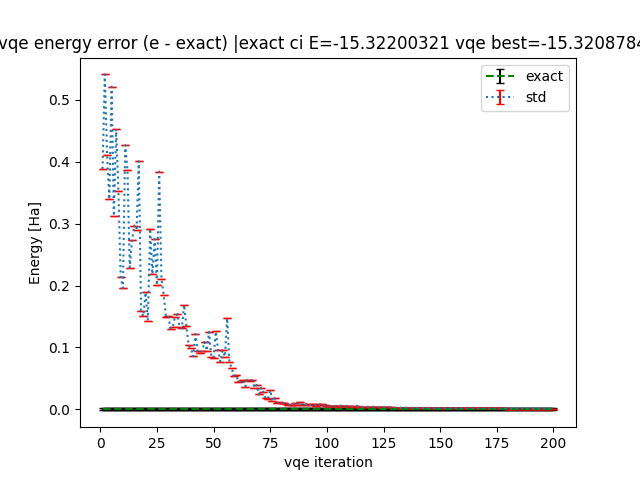 vqe energy error (e - exact) |exact ci E=-15.32200321 vqe best=-15.3208784
exact
std
Energy [Ha]
0.5
0.4
0.3
0.2
0.1
0.0
0 25 50 75 100 125 150 175 200
vqe iteration